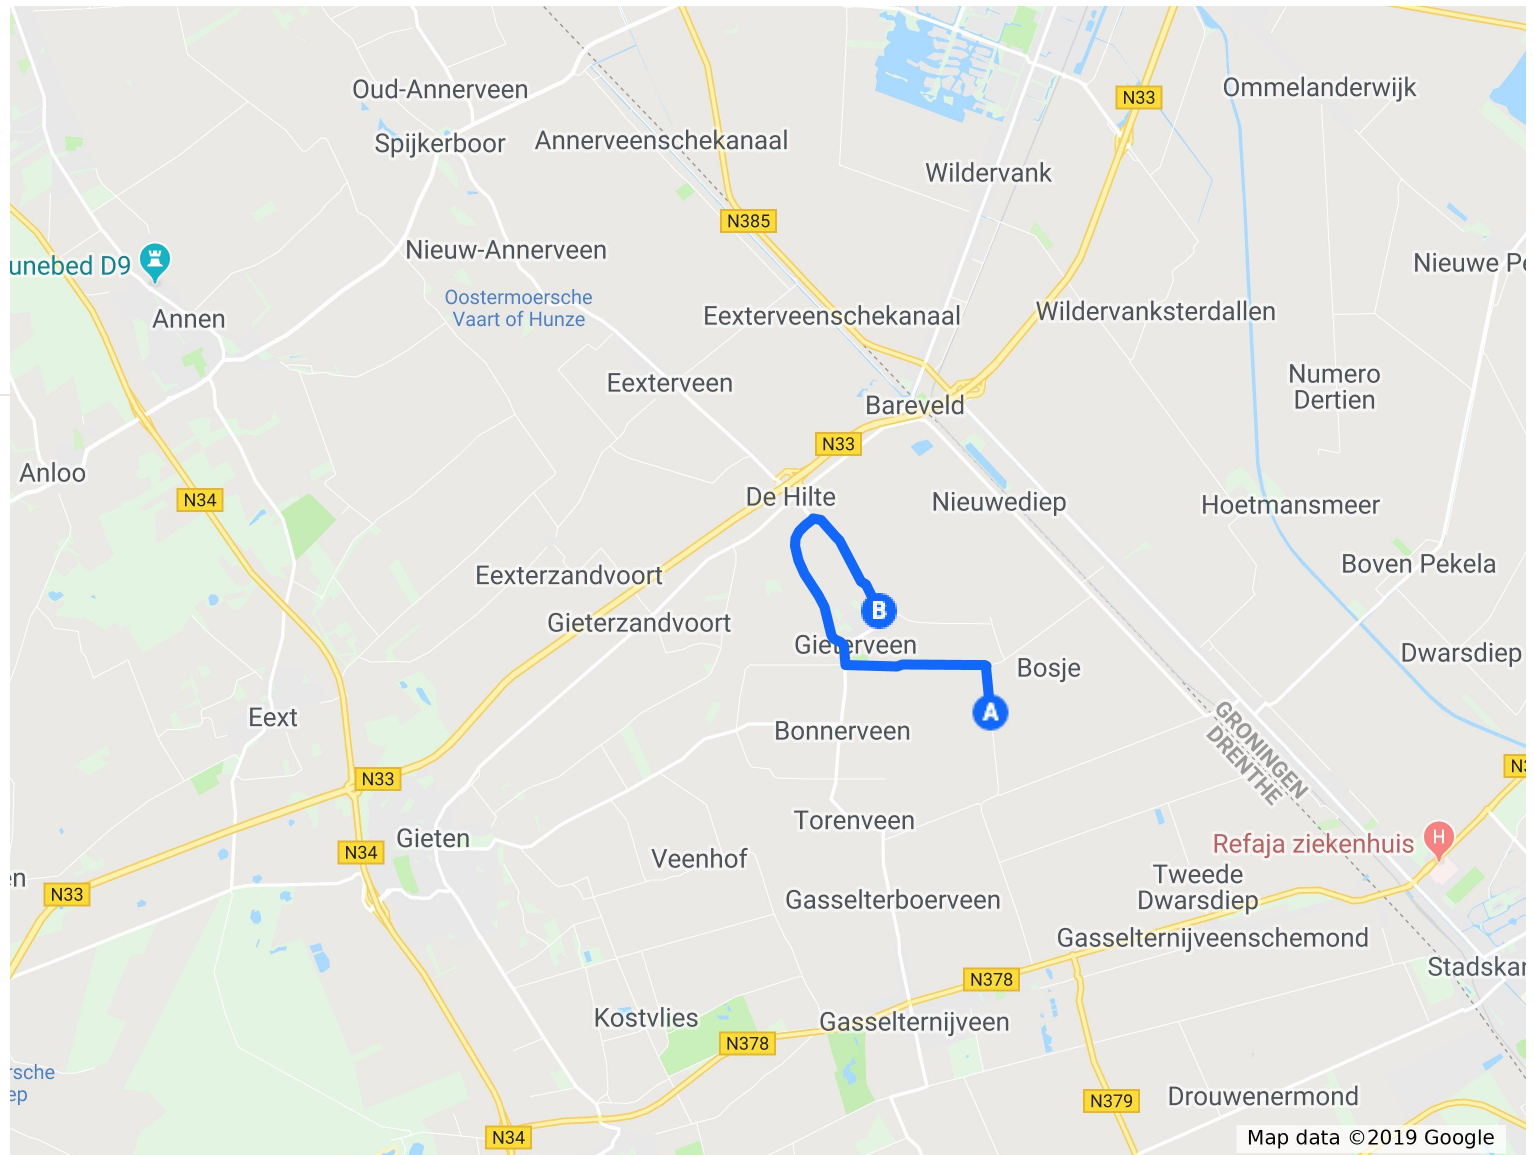 Oud-Annerveen
Ommelanderwijk
N33
Spijkerboor
Annerveenschekanaal
Wildervank
N385
Nieuw-Annerveen
unebed D9
Nieuwe Pe
Oostermoersche
Vaart of Hunze
Annen
Eexterveenschekanaal
Wildervanksterdallen
Eexterveen
Numero
Dertien
Bareveld
N33
Anloo
N34
De Hilte
Nieuwediep
Hoetmansmeer
Boven Pekela
Eexterzandvoort
B
Gieterzandvoort
Gieterveen
Dwarsdiep
Bosje
A
Eext
Bonnerveen
GRONINGEN
DRENTHE
N33
N3
Torenveen
Gieten
N34
Veenhof
Refaja ziekenhuis
H
Tweede
Dwarsdiep
en
N33
Gasselterboerveen
Gasselternijveenschemond
Stadskan
N378
Kostvlies
Gasselternijveen
N378
rsche
ep
N379
Drouwenermond
N34
Map data ©2019 Google